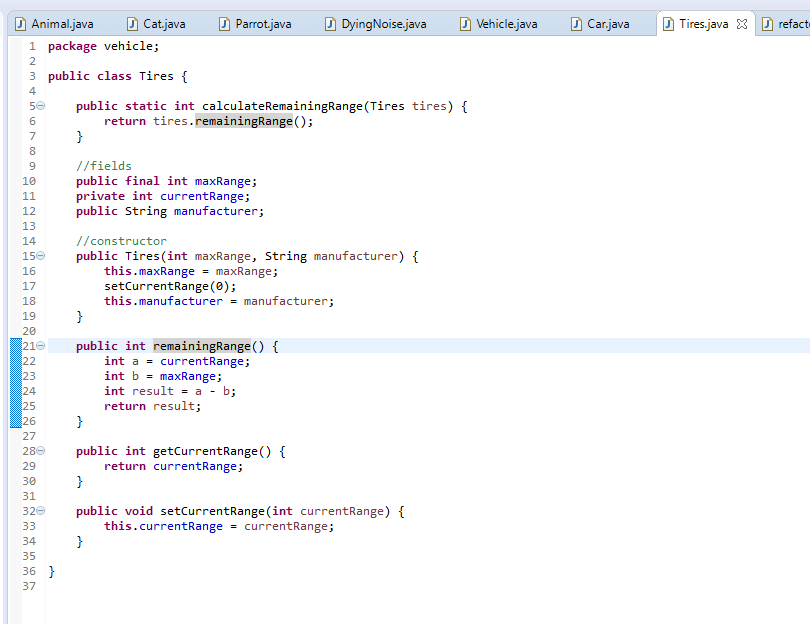 Animal.java Cat.java Parrot.java DyingNoise.java Vehicle.java Car.java Tires.java refact
1 package vehicle;
2
3 public class Tires {
4
5 public static int calculateRemainingRange(Tires tires) {
6 return tires.remainingRange();
7 }
8
9 //fields
10 public final int maxRange;
11 private int currentRange;
12 public String manufacturer;
13
14 //constructor
15 public Tires(int maxRange, String manufacturer) {
16 this.maxRange = maxRange;
17 setCurrentRange(0);
18 this.manufacturer = manufacturer;
19 }
20
21 public int remainingRange() {
22 int a = currentRange;
23 int b = maxRange;
24 int result = a - b;
25 return result;
26 }
27
28 public int getCurrentRange() {
29 return currentRange;
30 }
31
32 public void setCurrentRange(int currentRange) {
33 this.currentRange = currentRange;
34 }
35
36 }
37